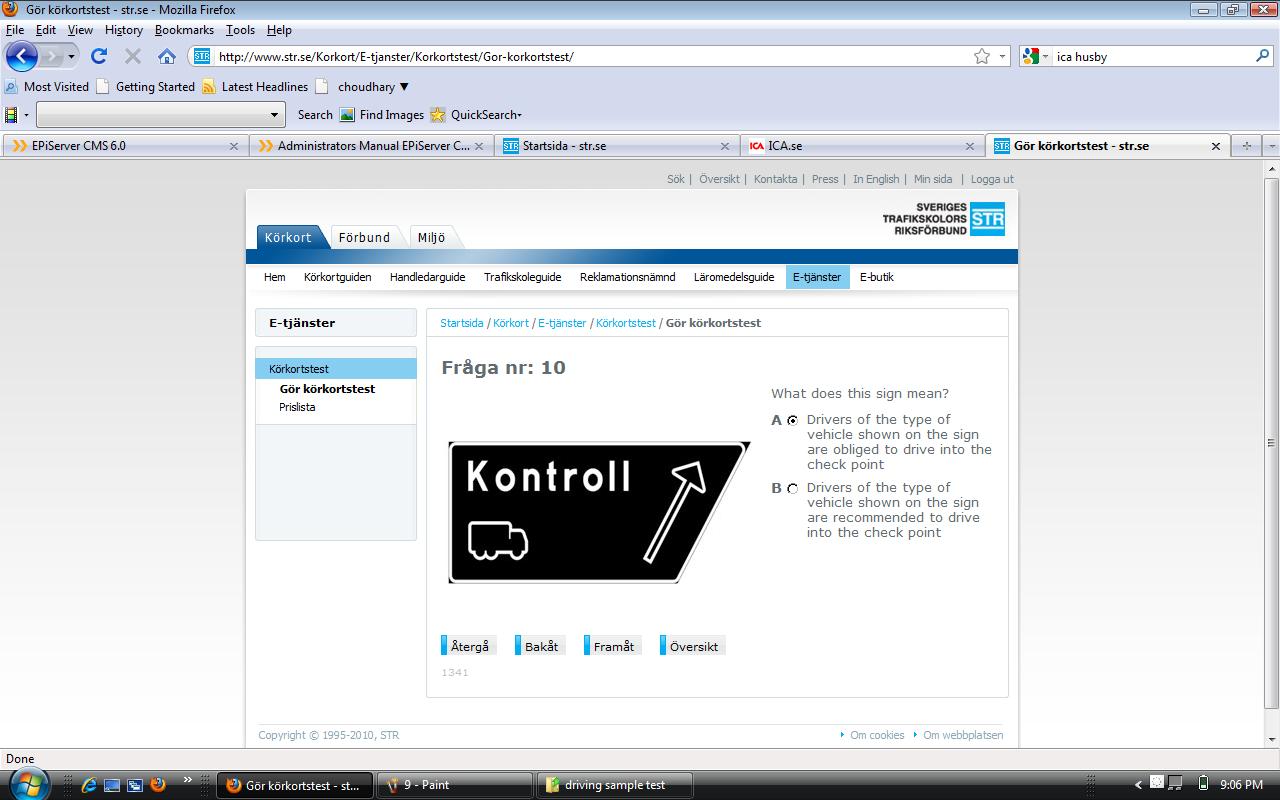 Gör körkortstest - str.se - Mozilla Firefox
File Edit View History Bookmarks Tools Help
STR http://www.str.se/Korkort/E-tjanster/Korkortstest/Gor-korkortstest/ ica husby
Most Visited Getting Started Latest Headlines choudhary
Search Find Images QuickSearch
EPiServer CMS 6.0 Administrators Manual EPiServer C... STR Startsida - str.se ICA ICA.se STR Gör körkortstest - str.se
Sök | Översikt | Kontakta | Press | In English | Min sida | Logga ut
SVERIGES
TRAFIKSKOLORS
RIKSFÖRBUND
STR
Körkort Förbund Miljö
Hem Körkortguiden Handledarguide Trafikskoleguide Reklamationsnämnd Läromedelsguide E-tjänster E-butik
E-tjänster
Körkortstest
Gör körkortstest
Prislista
Startsida / Körkort / E-tjänster / Körkortstest / Gör körkortstest
Fråga nr: 10
Kontroll
What does this sign mean?
A Drivers of the type of
vehicle shown on the sign
are obliged to drive into the
check point
B Drivers of the type of
vehicle shown on the sign
are recommended to drive
into the check point
Återgå Bakåt Framåt Översikt
1341
Copyright © 1995-2010, STR Om cookies Om webbplatsen
Done
Gör körkortstest - st... 9 - Paint driving sample test 9:06 PM